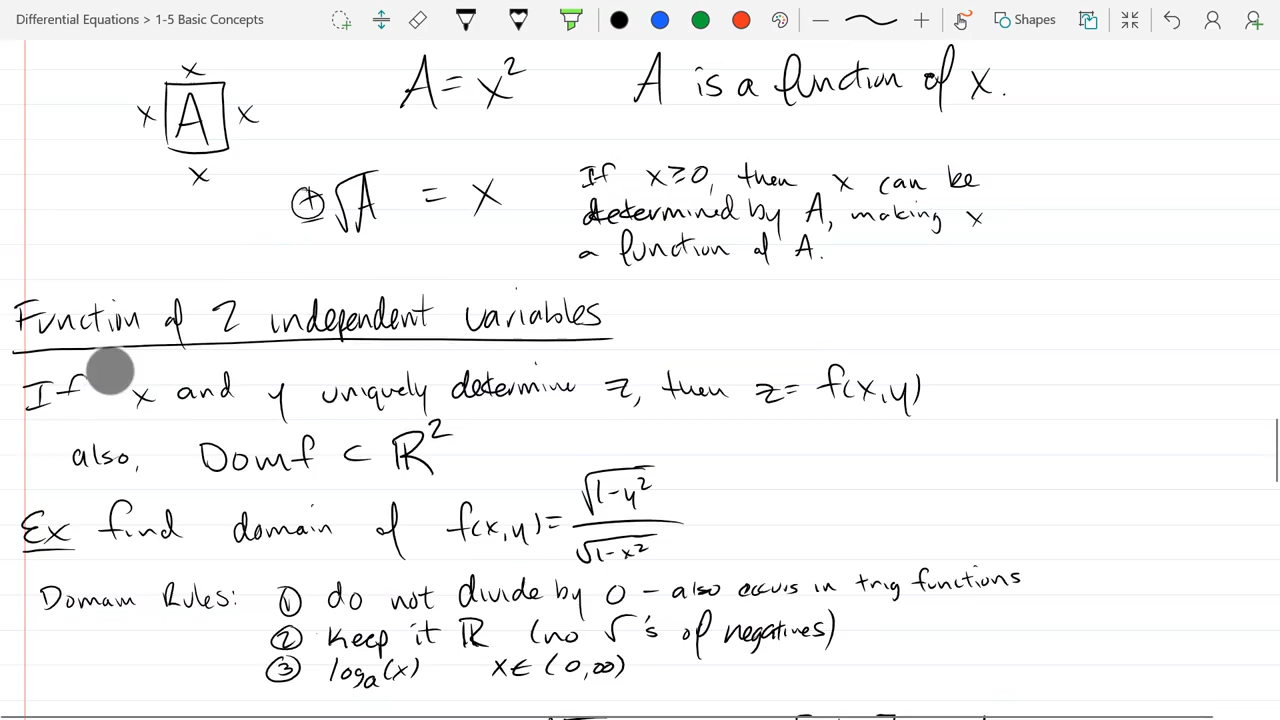 Differential Equations > 1-5 Basic Concepts
Shapes
x
x A x
x
A = x² A is a function of x.
±√A = x
If x ≥ 0, then x can be
determined by A, making x
a function of A.
Function of 2 independent variables
If x and y uniquely determine z, then z = f(x,y)
also, Domf ⊂ ℝ²
Ex find domain of f(x,y) = √(1-y²) / √(1-x²)
Domain Rules: ① do not divide by 0 - also occurs in trig functions
② keep it ℝ (no √'s of negatives)
③ logₐ(x) x ∈ (0,∞)